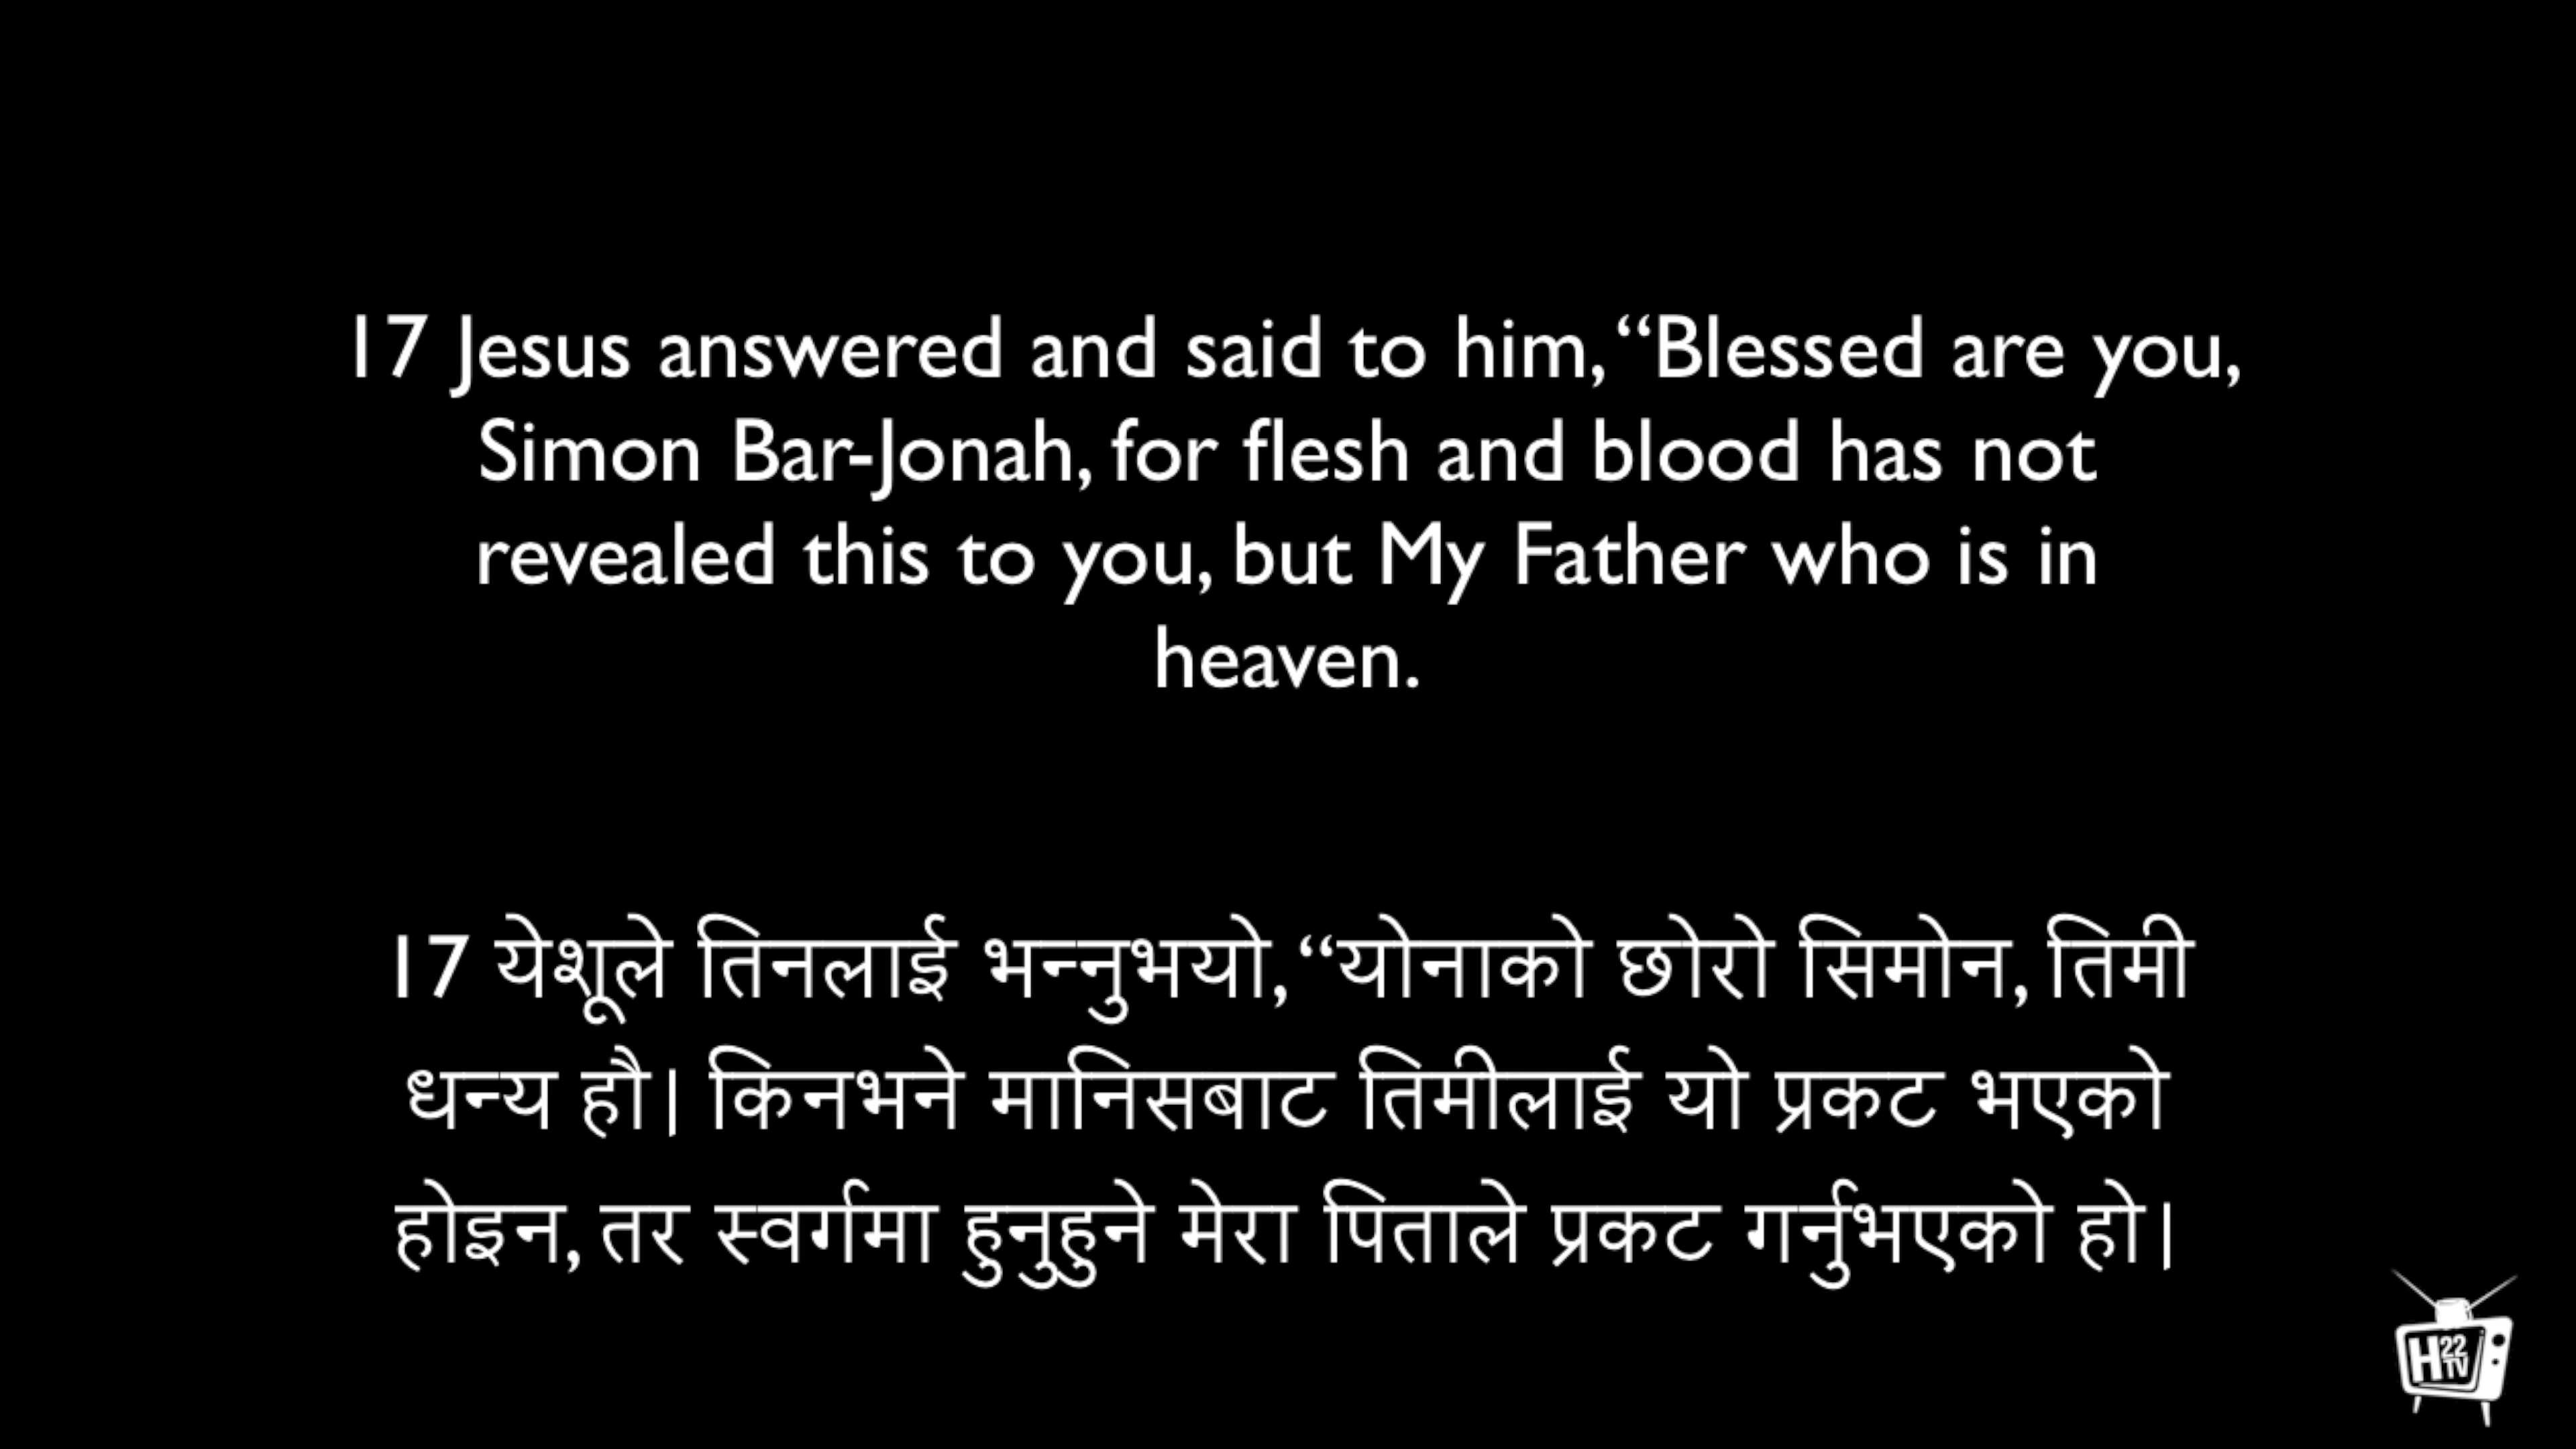 17 Jesus answered and said to him, “Blessed are you,
Simon Bar-Jonah, for flesh and blood has not
revealed this to you, but My Father who is in
heaven.
17 येशूले तिनलाई भन्नुभयो, “योनाको छोरो सिमोन, तिमी
धन्य हौ। किनभने मानिसबाट तिमीलाई यो प्रकट भएको
होइन, तर स्वर्गमा हुनुहुने मेरा पिताले प्रकट गर्नुभएको हो।
H22
TV